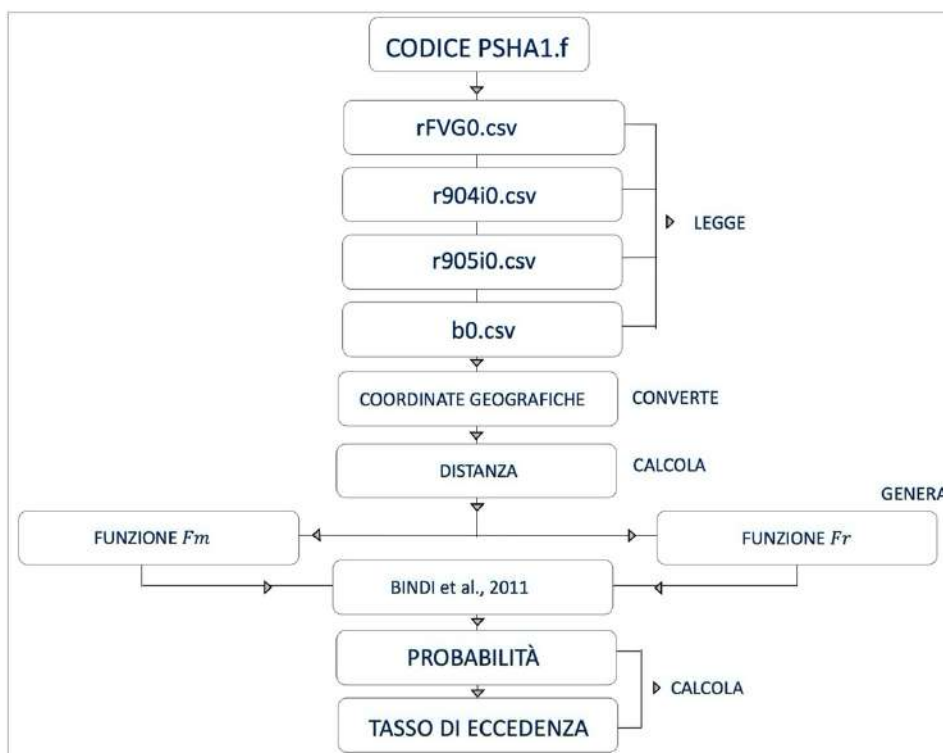 CODICE PSHA1.f
rFVG0.csv
r904i0.csv
LEGGE
r905i0.csv
b0.csv
COORDINATE GEOGRAFICHE
CONVERTE
DISTANZA
CALCOLA
GENERA
FUNZIONE Fm
FUNZIONE Fr
BINDI et al., 2011
PROBABILITÀ
CALCOLA
TASSO DI ECCEDENZA